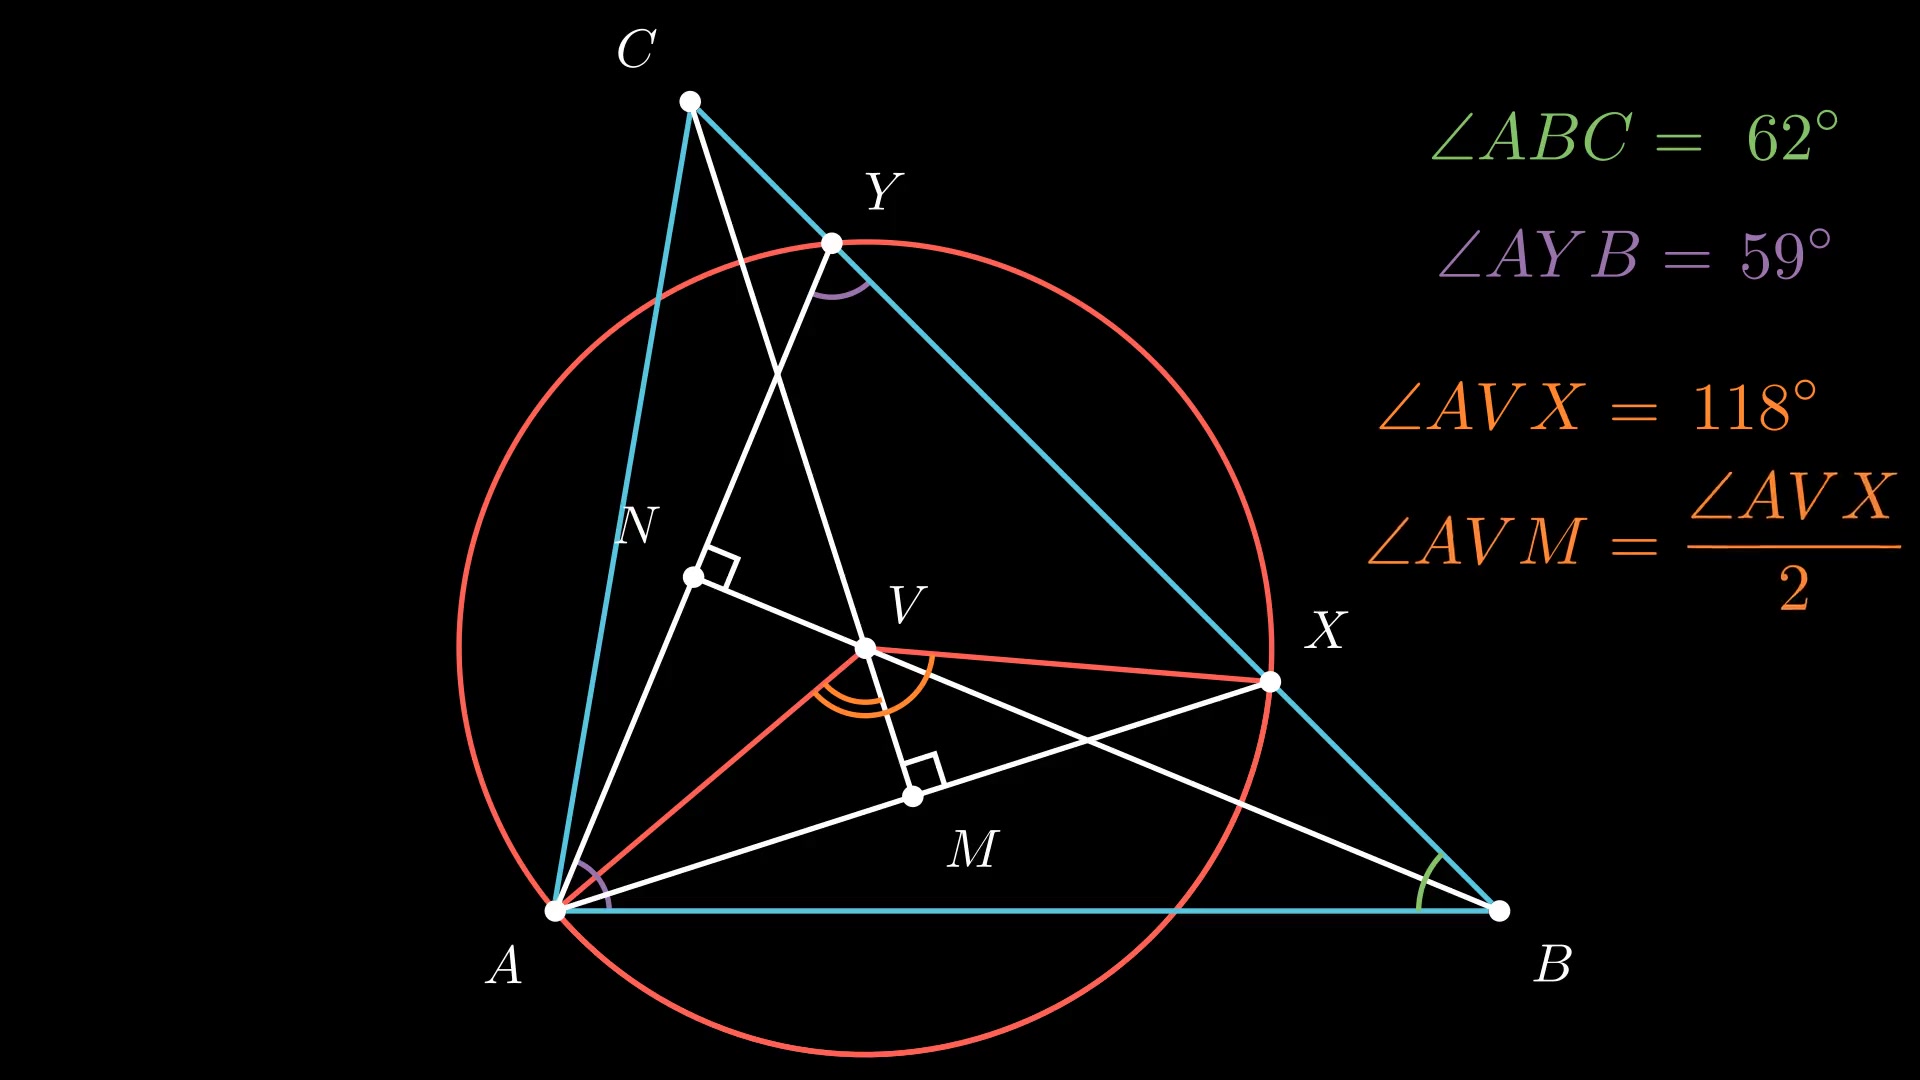 C
Y
∠ABC = 62°
∠AYB = 59°
∠AVX = 118°
∠AVM = ∠AVX/2
N
V
X
M
A
B